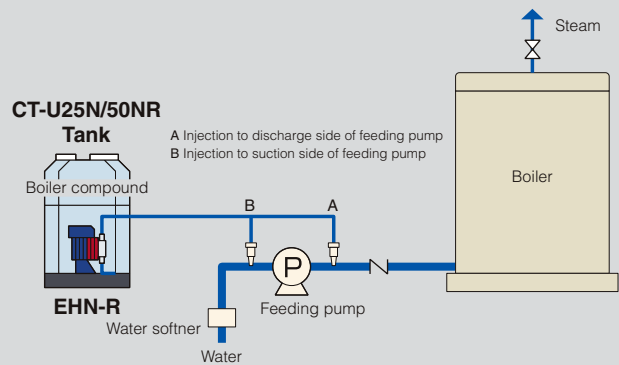 Steam
CT-U25N/50NR
Tank
A Injection to discharge side of feeding pump
B Injection to suction side of feeding pump
Boiler compound
Boiler
B
A
P
EHN-R
Feeding pump
Water softner
Water